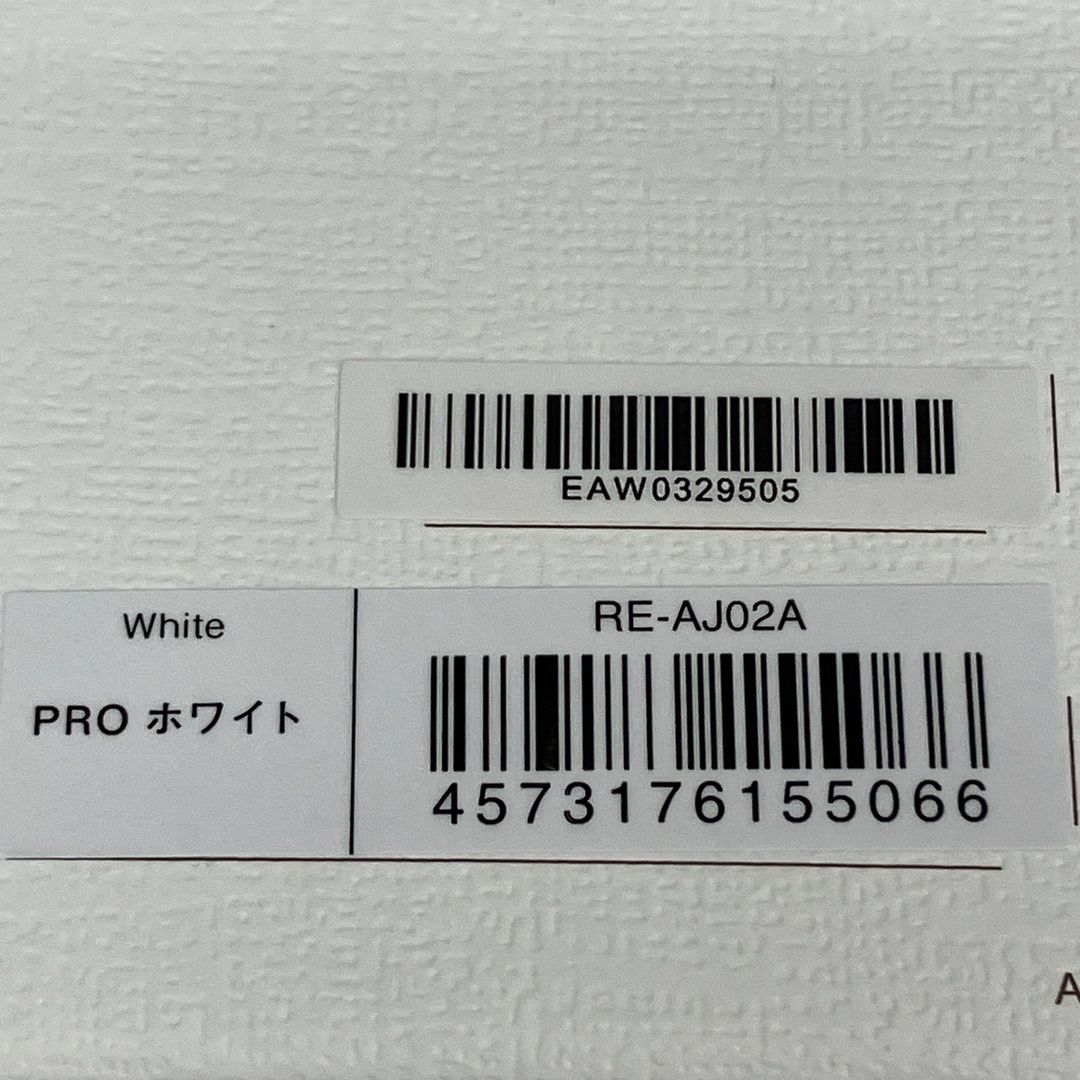 EAW0329505
White
PRO ホワイト
RE-AJ02A
4573176155066
A